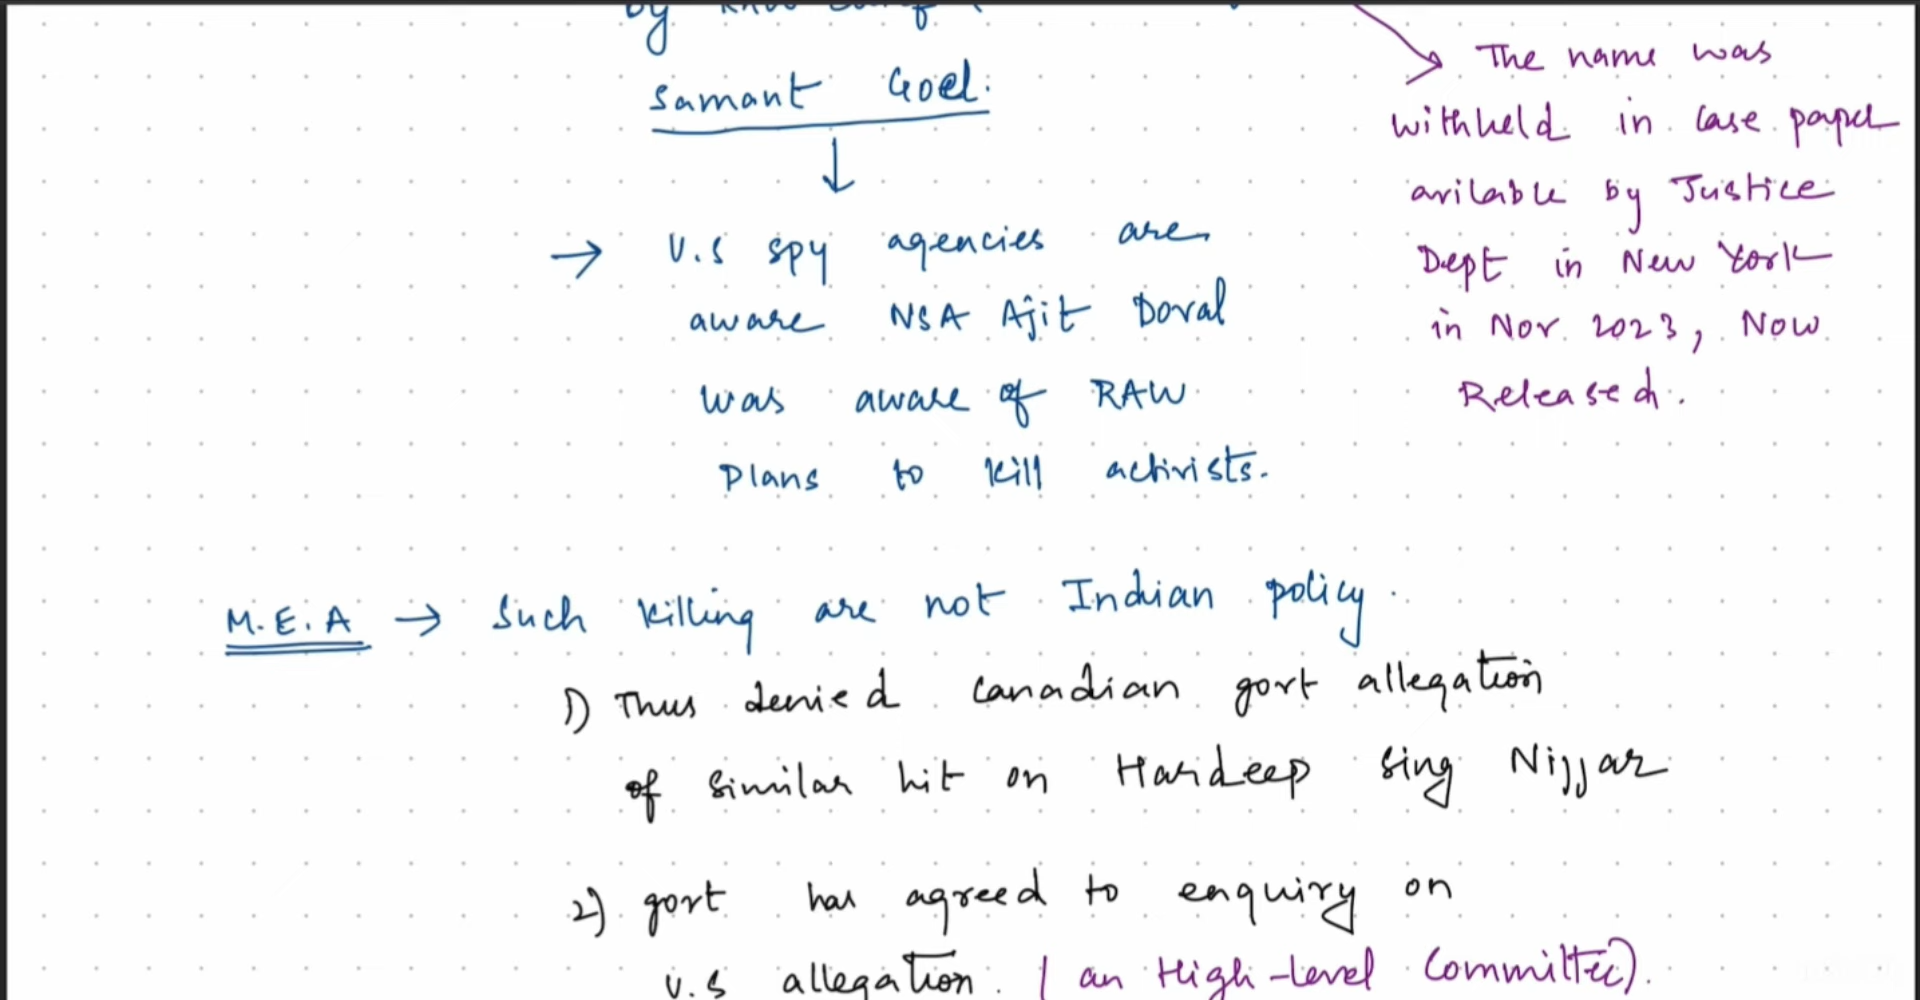 by
Samant Goel.
→ U.S spy agencies are
aware NSA Ajit Doval
was aware of RAW
Plans to kill activists.
→ The name was
withheld in case paper
avilable by Justice
Dept in New York
in Nov 2023, Now
Released.
M.E.A → Such killing are not Indian policy.
1) Thus denied Canadian govt allegation
of similar hit on Hardeep Sing Nijjar
2) govt has agreed to enquiry on
U.S allegation. (an High-Level Committee).